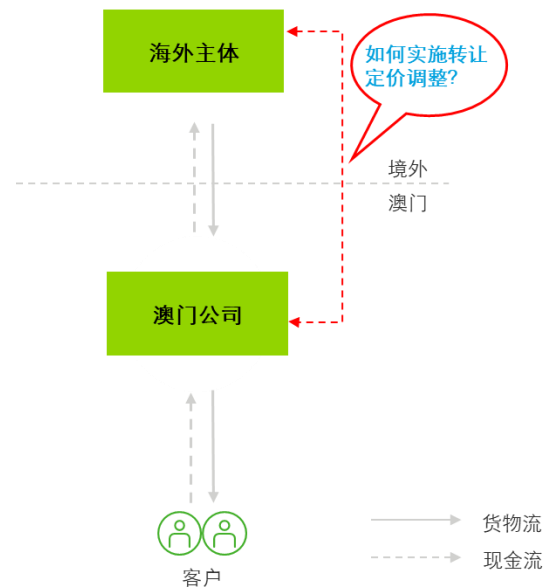 海外主体
如何实施转让
定价调整?
境外
澳门
澳门公司
货物流
现金流
客户